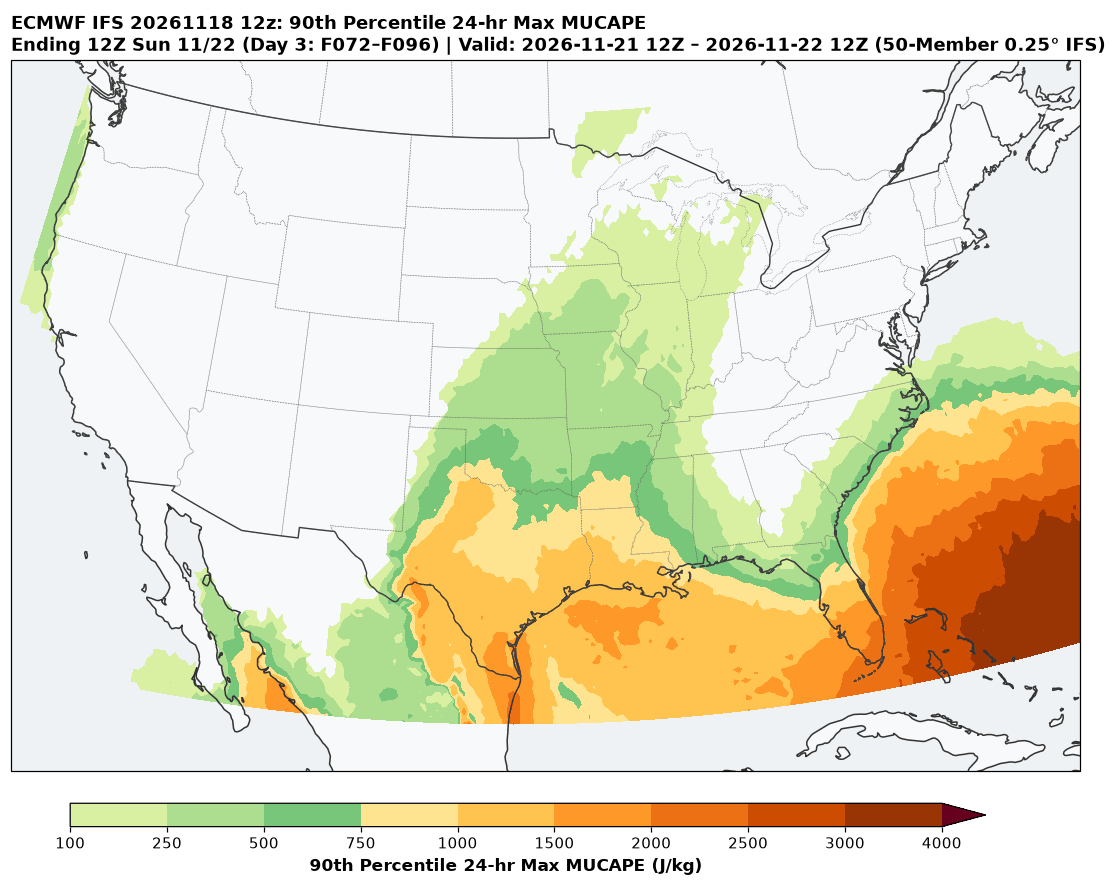 ECMWF IFS 20261118 12z: 90th Percentile 24-hr Max MUCAPE
Ending 12Z Sun 11/22 (Day 3: F072–F096) | Valid: 2026-11-21 12Z – 2026-11-22 12Z (50-Member 0.25° IFS)
100 250 500 750 1000 1500 2000 2500 3000 4000
90th Percentile 24-hr Max MUCAPE (J/kg)